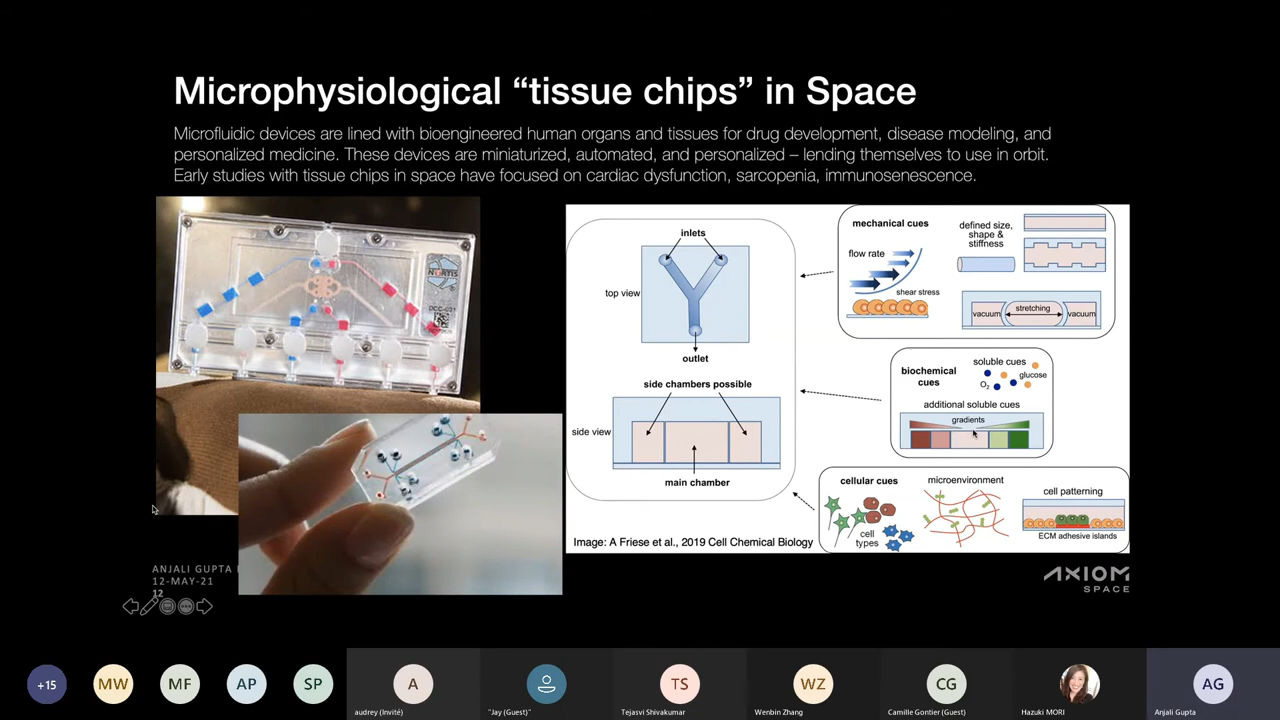 Microphysiological “tissue chips” in Space
Microfluidic devices are lined with bioengineered human organs and tissues for drug development, disease modeling, and
personalized medicine. These devices are miniaturized, automated, and personalized – lending themselves to use in orbit.
Early studies with tissue chips in space have focused on cardiac dysfunction, sarcopenia, immunosenescence.
NORTIS
inlets
top view
outlet
side chambers possible
side view
main chamber
mechanical cues
flow rate
shear stress
defined size,
shape &
stiffness
vacuum
stretching
vacuum
biochemical
cues
soluble cues
O2
glucose
additional soluble cues
gradients
cellular cues
cell
types
microenvironment
cell patterning
ECM adhesive islands
Image: A Friese et al., 2019 Cell Chemical Biology
ANJALI GUPTA
12-MAY-21
12
AXIOM
SPACE
+15
MW
MF
AP
SP
A
audrey (Invité)
"Jay (Guest)"
TS
Tejasvi Shivakumar
WZ
Wenbin Zhang
CG
Camille Gontier (Guest)
Hazuki MORI
AG
Anjali Gupta